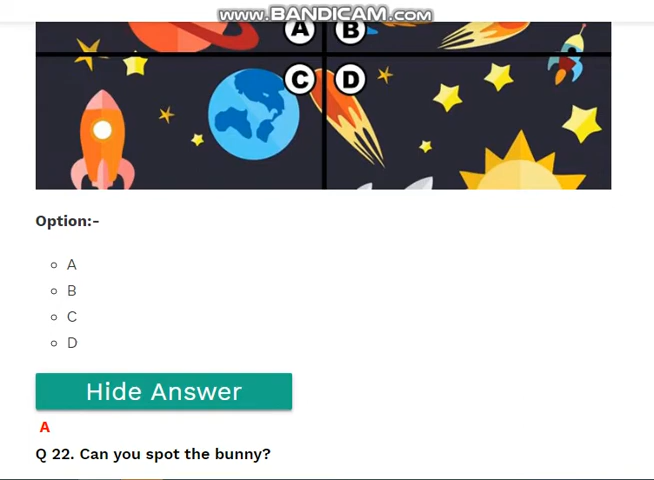 www.BANDICAM.com
A B
C D
Option:-
A
B
C
D
Hide Answer
A
Q 22. Can you spot the bunny?